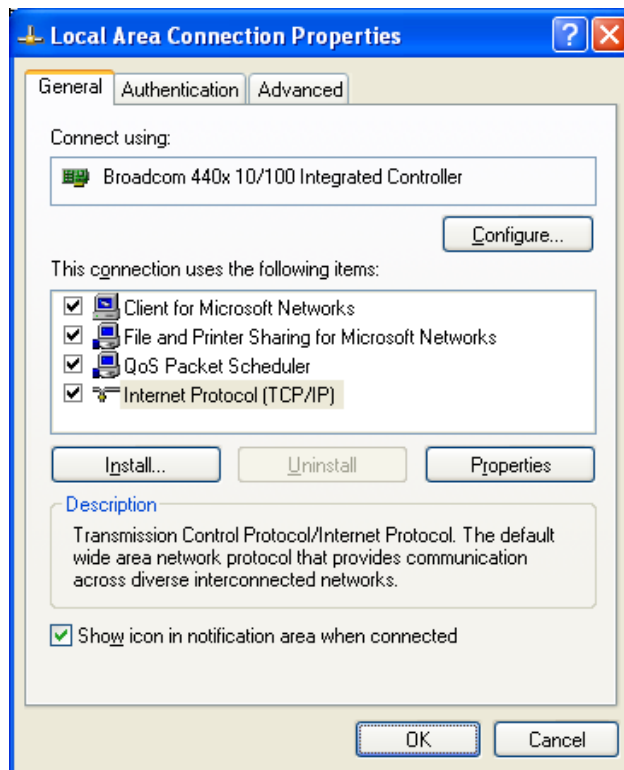 Local Area Connection Properties
General Authentication Advanced
Connect using:
Broadcom 440x 10/100 Integrated Controller
Configure...
This connection uses the following items:
Client for Microsoft Networks
File and Printer Sharing for Microsoft Networks
QoS Packet Scheduler
Internet Protocol (TCP/IP)
Install... Uninstall Properties
Description
Transmission Control Protocol/Internet Protocol. The default
wide area network protocol that provides communication
across diverse interconnected networks.
Show icon in notification area when connected
OK Cancel